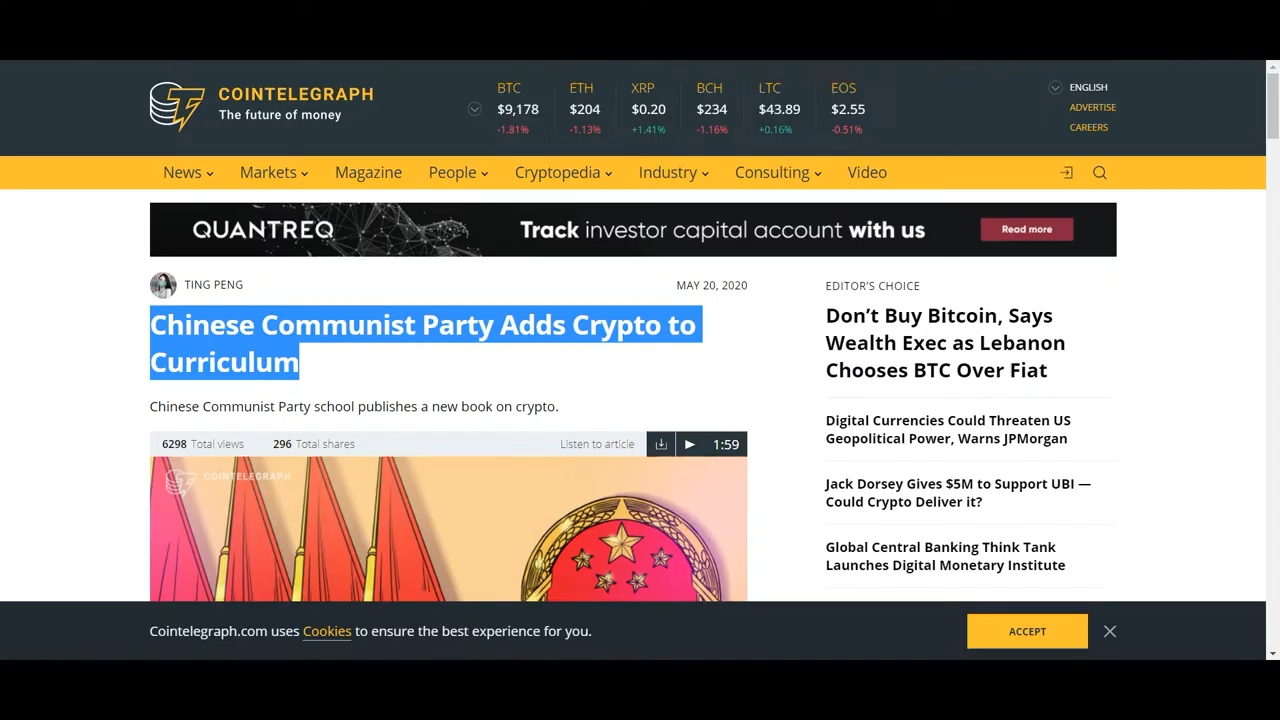 COINTELEGRAPH
The future of money
BTC ETH XRP BCH LTC EOS
$9,178 $204 $0.20 $234 $43.89 $2.55
-1.81% -1.13% +1.41% -1.16% +0.16% -0.51%
ENGLISH
ADVERTISE
CAREERS
News Markets Magazine People Cryptopedia Industry Consulting Video
QUANTREQ Track investor capital account with us Read more
TING PENG MAY 20, 2020
Chinese Communist Party Adds Crypto to
Curriculum
Chinese Communist Party school publishes a new book on crypto.
6298 Total views 296 Total shares Listen to article 1:59
COINTELEGRAPH
EDITOR'S CHOICE
Don’t Buy Bitcoin, Says
Wealth Exec as Lebanon
Chooses BTC Over Fiat
Digital Currencies Could Threaten US
Geopolitical Power, Warns JPMorgan
Jack Dorsey Gives $5M to Support UBI —
Could Crypto Deliver it?
Global Central Banking Think Tank
Launches Digital Monetary Institute
Cointelegraph.com uses Cookies to ensure the best experience for you.
ACCEPT